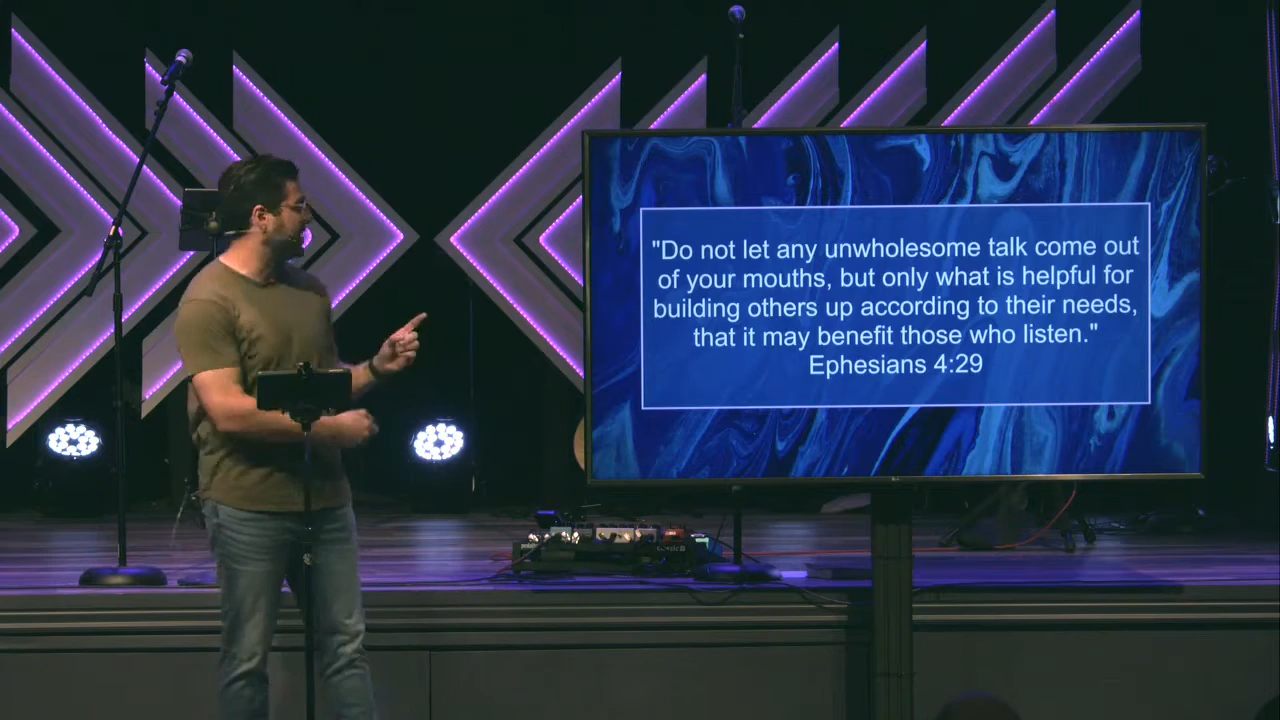 "Do not let any unwholesome talk come out
of your mouths, but only what is helpful for
building others up according to their needs,
that it may benefit those who listen."
Ephesians 4:29